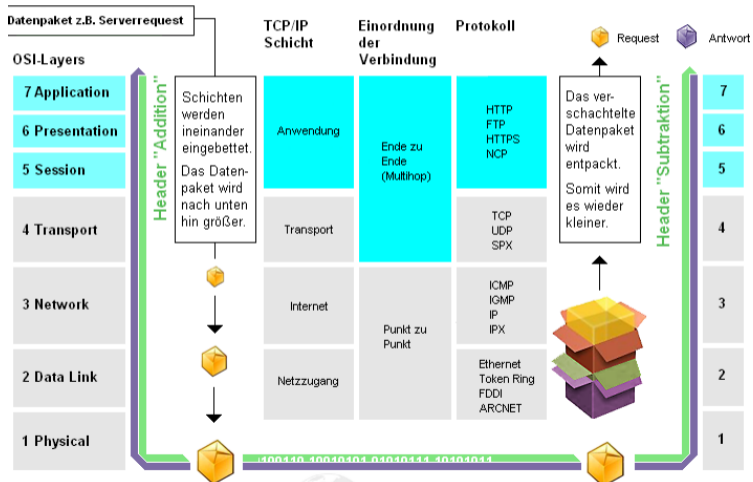 Datenpaket z.B. Serverrequest
TCP/IP
Schicht
Einordnung
der
Verbindung
Protokoll
Request
Antwort
OSI-Layers
7 Application
6 Presentation
5 Session
4 Transport
3 Network
2 Data Link
1 Physical
Header "Addition"
Schichten
werden
ineinander
eingebettet.
Das Daten-
paket wird
nach unten
hin größer.
Anwendung
Transport
Internet
Netzzugang
Ende zu
Ende
(Multihop)
Punkt zu
Punkt
HTTP
FTP
HTTPS
NCP
TCP
UDP
SPX
ICMP
IGMP
IP
IPX
Ethernet
Token Ring
FDDI
ARCNET
Das ver-
schachtelte
Datenpaket
wird
entpackt.
Somit wird
es wieder
kleiner.
Header "Subtraktion"
7
6
5
4
3
2
1
10010101 01010111 10101011